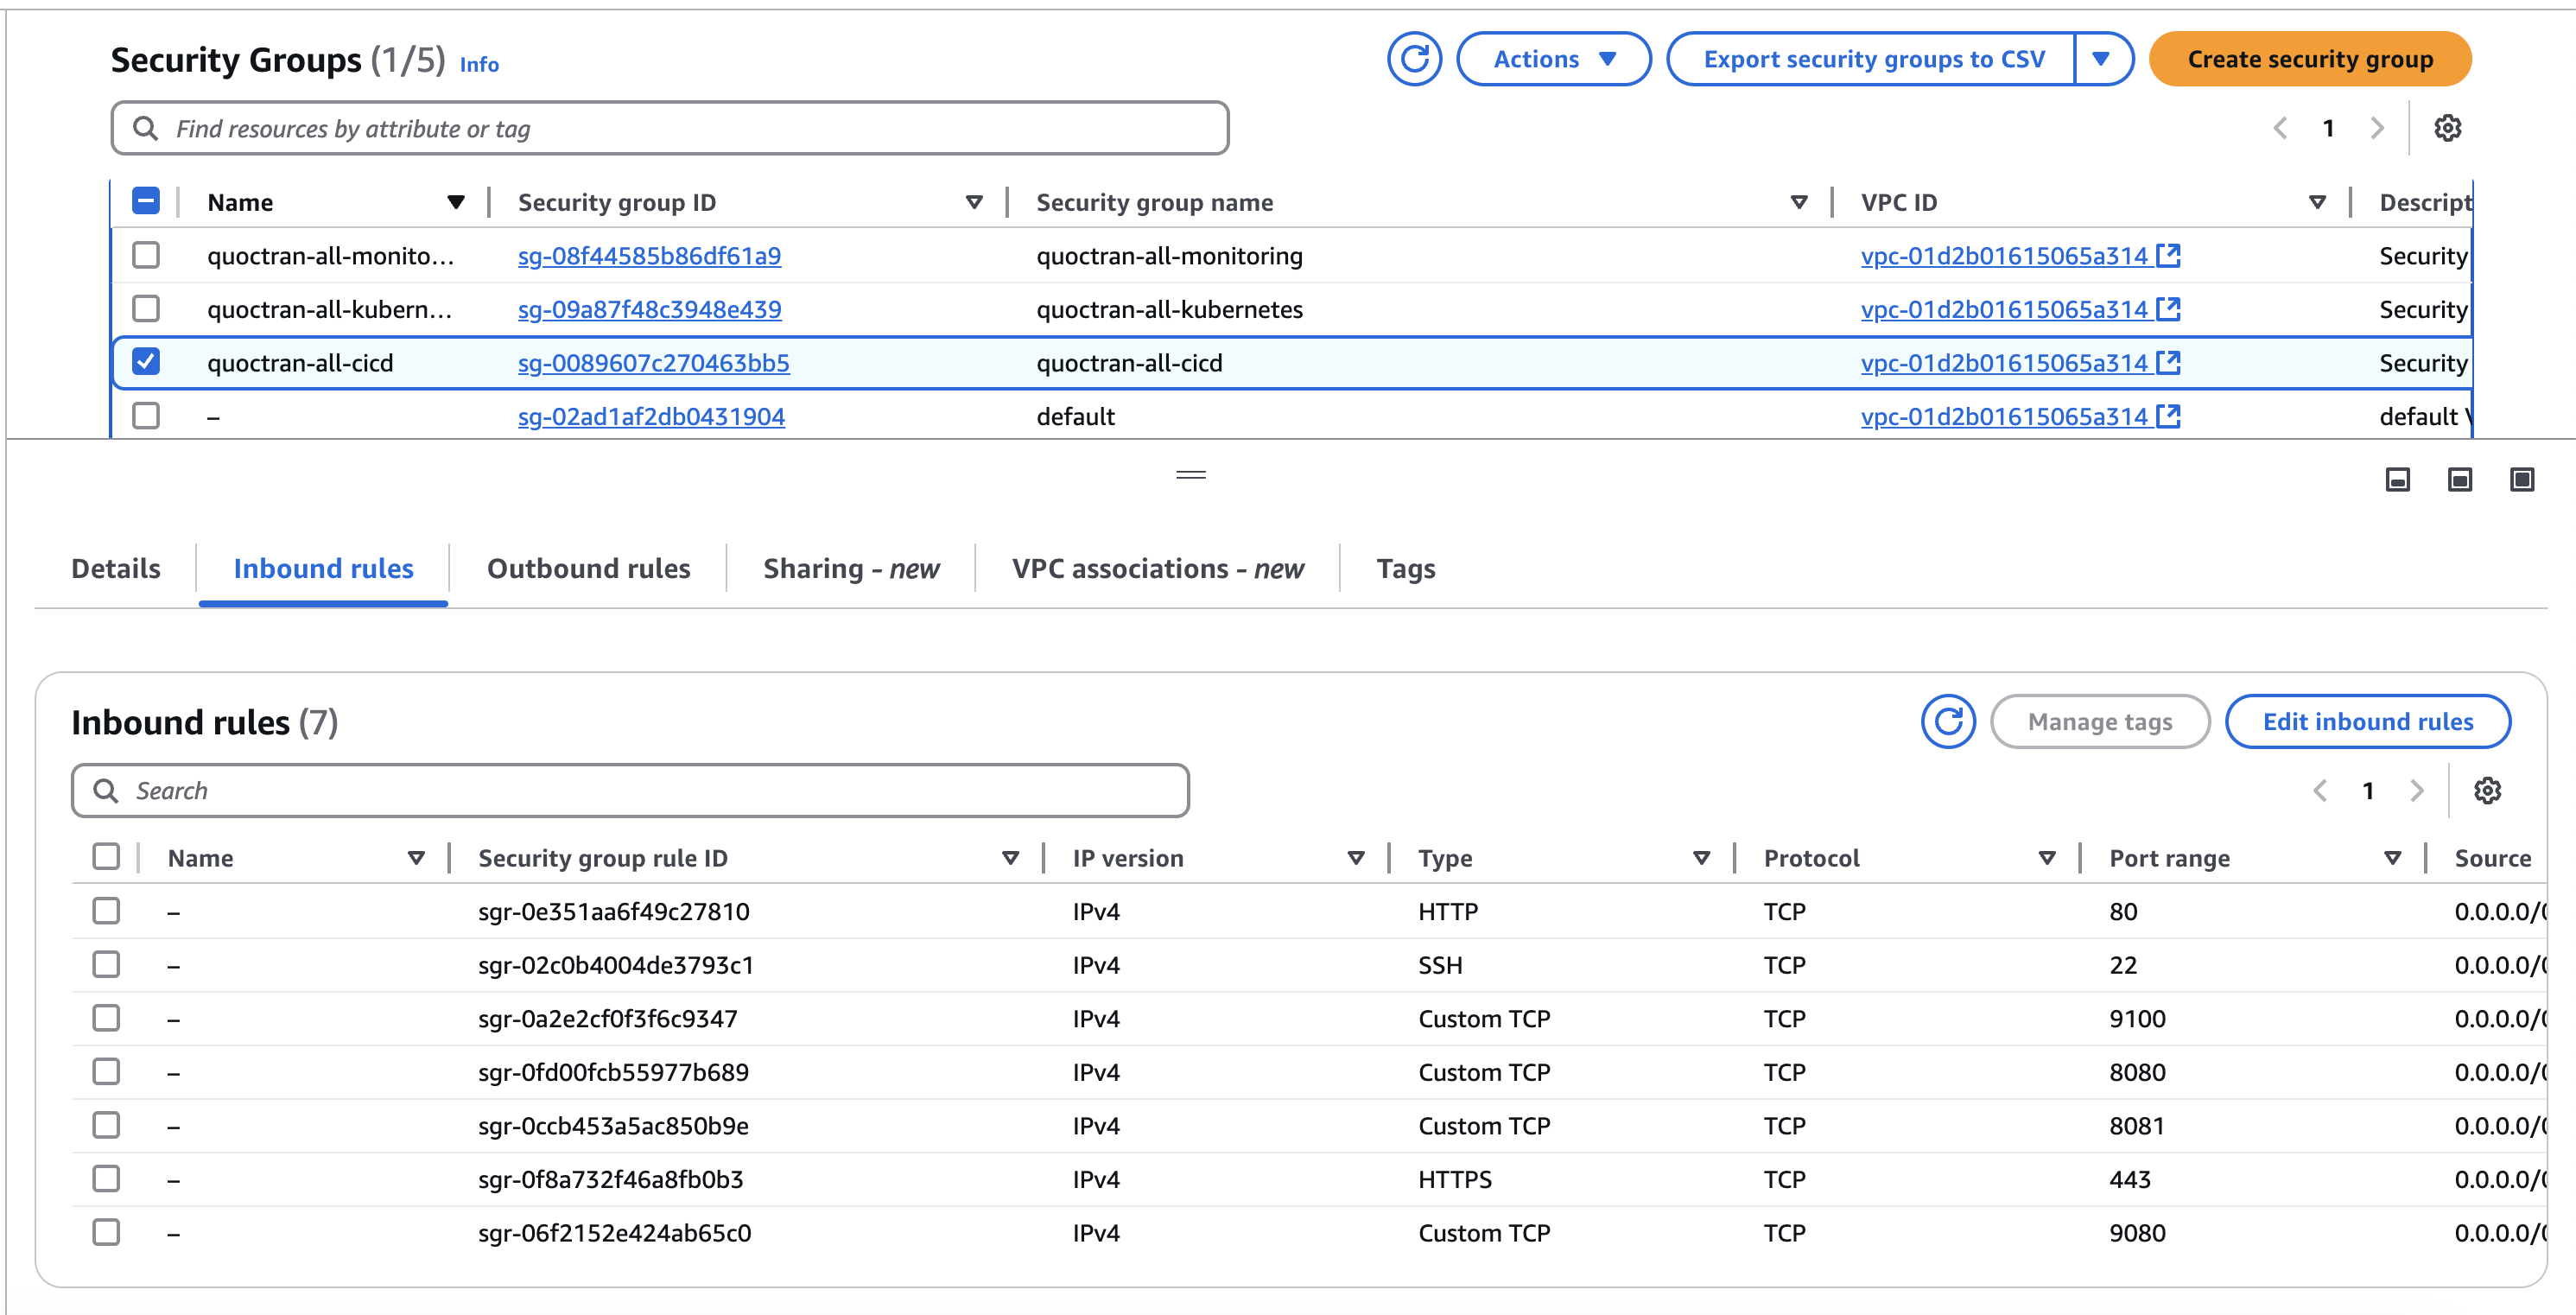 Security Groups (1/5) Info Actions Export security groups to CSV Create security group
Find resources by attribute or tag 1
Name Security group ID Security group name VPC ID Descript
quoctran-all-monito... sg-08f44585b86df61a9 quoctran-all-monitoring vpc-01d2b01615065a314 Security
quoctran-all-kubern... sg-09a87f48c3948e439 quoctran-all-kubernetes vpc-01d2b01615065a314 Security
quoctran-all-cicd sg-0089607c270463bb5 quoctran-all-cicd vpc-01d2b01615065a314 Security
– sg-02ad1af2db0431904 default vpc-01d2b01615065a314 default
Details Inbound rules Outbound rules Sharing - new VPC associations - new Tags
Inbound rules (7) Manage tags Edit inbound rules
Search 1
Name Security group rule ID IP version Type Protocol Port range Source
– sgr-0e351aa6f49c27810 IPv4 HTTP TCP 80 0.0.0.0/0
– sgr-02c0b4004de3793c1 IPv4 SSH TCP 22 0.0.0.0/0
– sgr-0a2e2cf0f3f6c9347 IPv4 Custom TCP TCP 9100 0.0.0.0/0
– sgr-0fd00fcb55977b689 IPv4 Custom TCP TCP 8080 0.0.0.0/0
– sgr-0ccb453a5ac850b9e IPv4 Custom TCP TCP 8081 0.0.0.0/0
– sgr-0f8a732f46a8fb0b3 IPv4 HTTPS TCP 443 0.0.0.0/0
– sgr-06f2152e424ab65c0 IPv4 Custom TCP TCP 9080 0.0.0.0/0